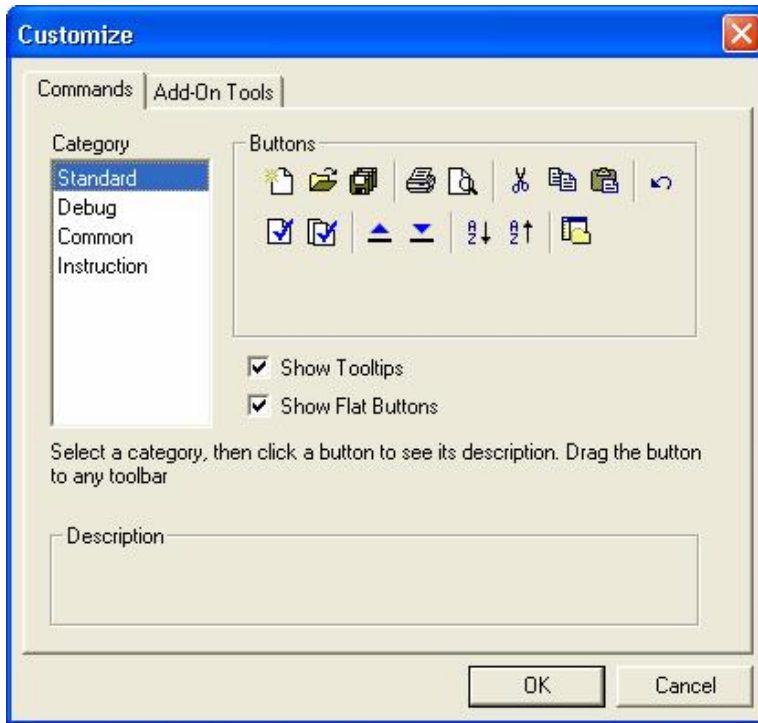 Customize
Commands
Add-On Tools
Category
Buttons
Standard
Debug
Common
Instruction
Show Tooltips
Show Flat Buttons
Select a category, then click a button to see its description. Drag the button
to any toolbar
Description
OK
Cancel